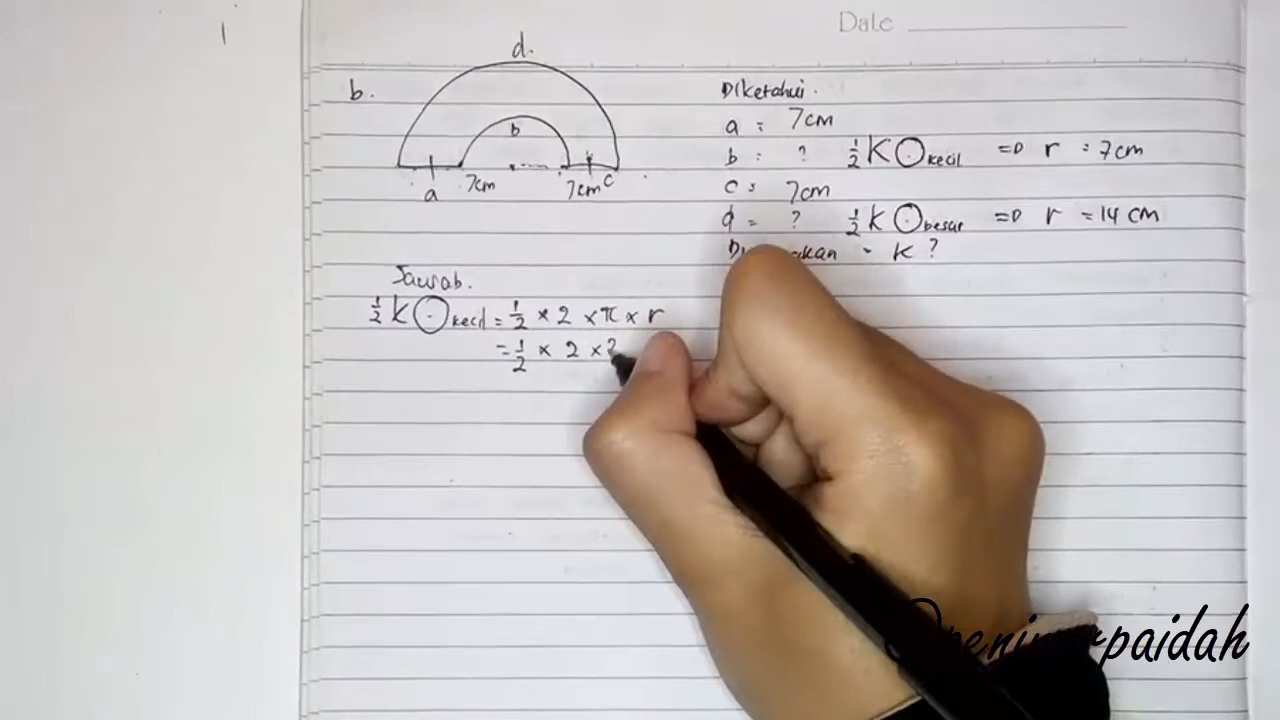 Date
b.
d.
b
a
7cm
7cm
c
Diketahui.
a = 7cm
b = ? ½ K kecil => r = 7cm
c = 7cm
d = ? ½ K besar => r = 14 cm
= K ?
Jawab.
½ K kecil = ½ × 2 × π × r
= ½ × 2 × 2